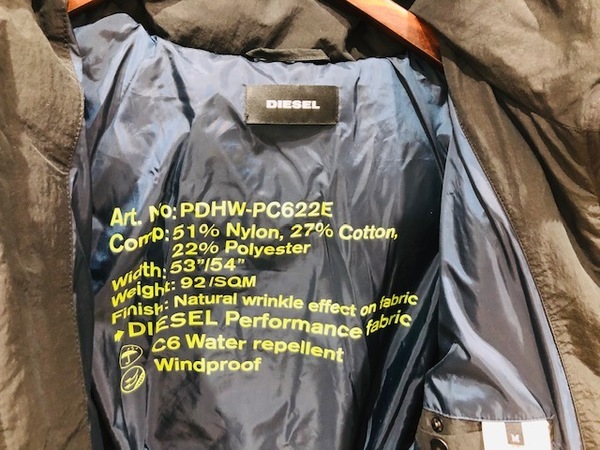 DIESEL
Art. No: PDHW-PC622E
Comp: 51% Nylon, 27% Cotton,
22% Polyester
Width: 53"/54"
Weight: 92/SQM
Finish: Natural wrinkle effect on fabric
DIESEL Performance fabric
C6 Water repellent
Windproof
M